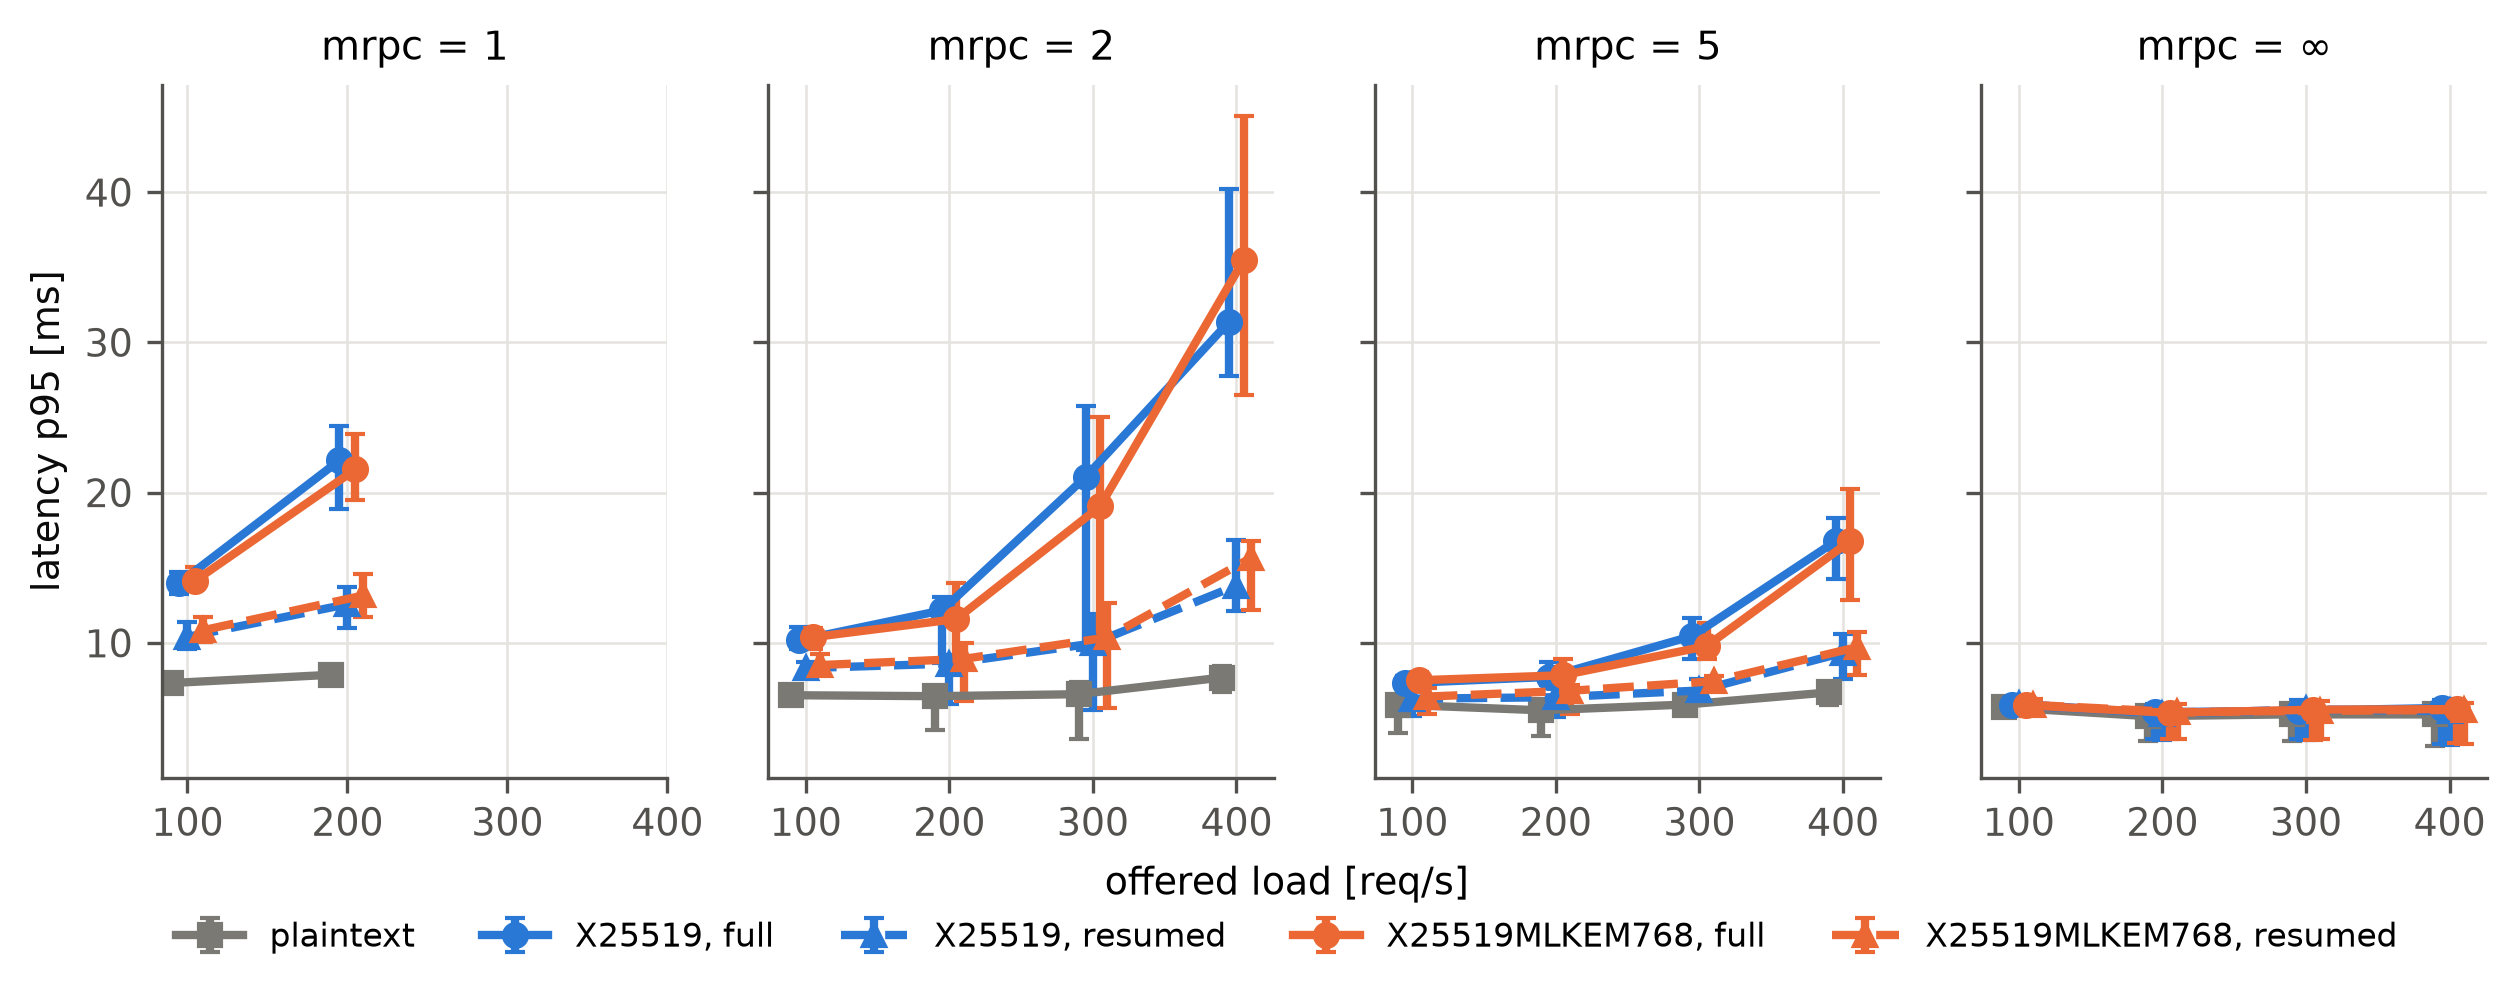 mrpc = 1
mrpc = 2
mrpc = 5
mrpc = ∞
latency p95 [ms]
40
30
20
10
100 200 300 400
100 200 300 400
100 200 300 400
100 200 300 400
offered load [req/s]
plaintext
X25519, full
X25519, resumed
X25519MLKEM768, full
X25519MLKEM768, resumed